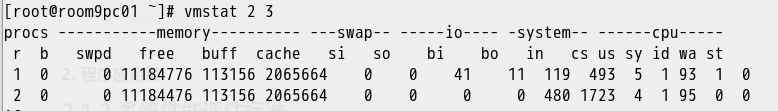 [root@room9pc01 ~]# vmstat 2 3
procs -----------memory---------- ---swap-- -----io---- -system-- ------cpu-----
 r  b   swpd   free   buff  cache   si   so    bi    bo   in   cs us sy id wa st
 1  0      0 11184776 113156 2065664    0    0    41    11  119  493  5  1 93  1  0
 2  0      0 11184476 113156 2065664    0    0     0     0  480 1723  4  1 95  0  0